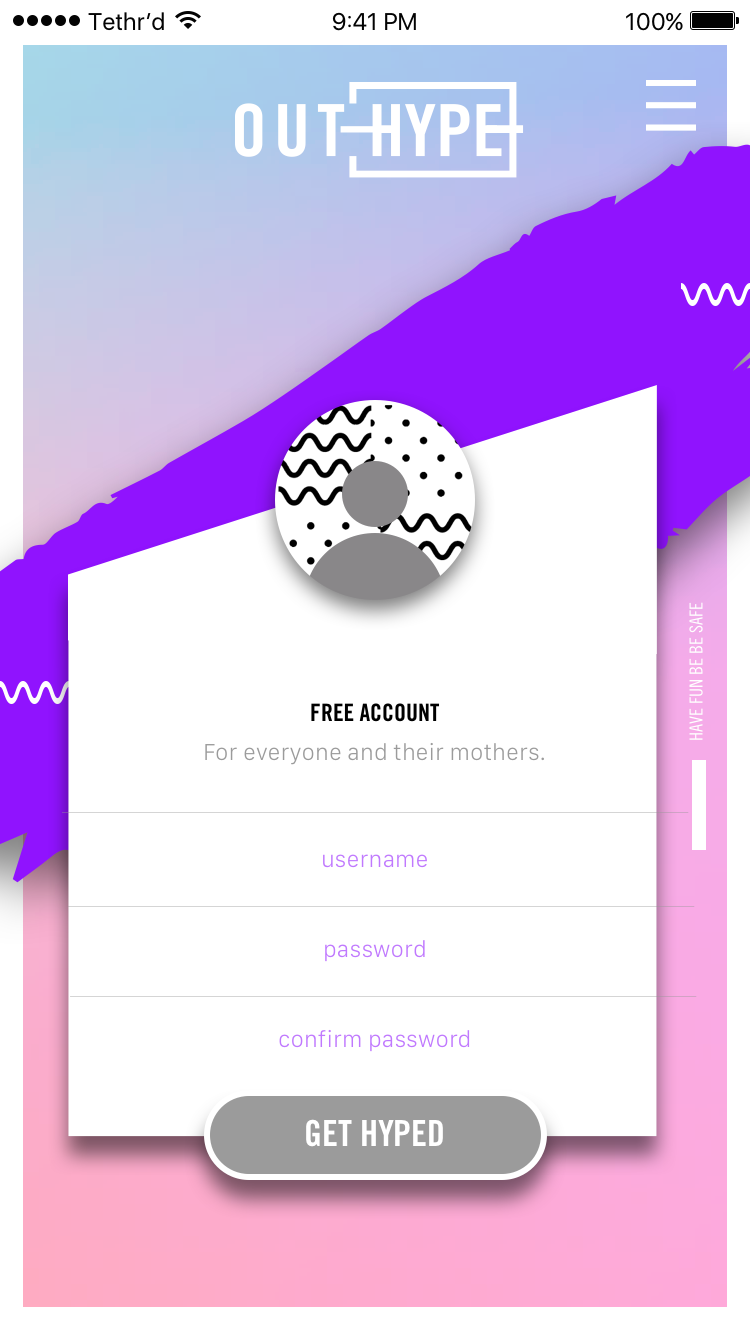 Tethr’d
9:41 PM
100%
OUT HYPE
HAVE FUN BE BE SAFE
FREE ACCOUNT
For everyone and their mothers.
username
password
confirm password
GET HYPED